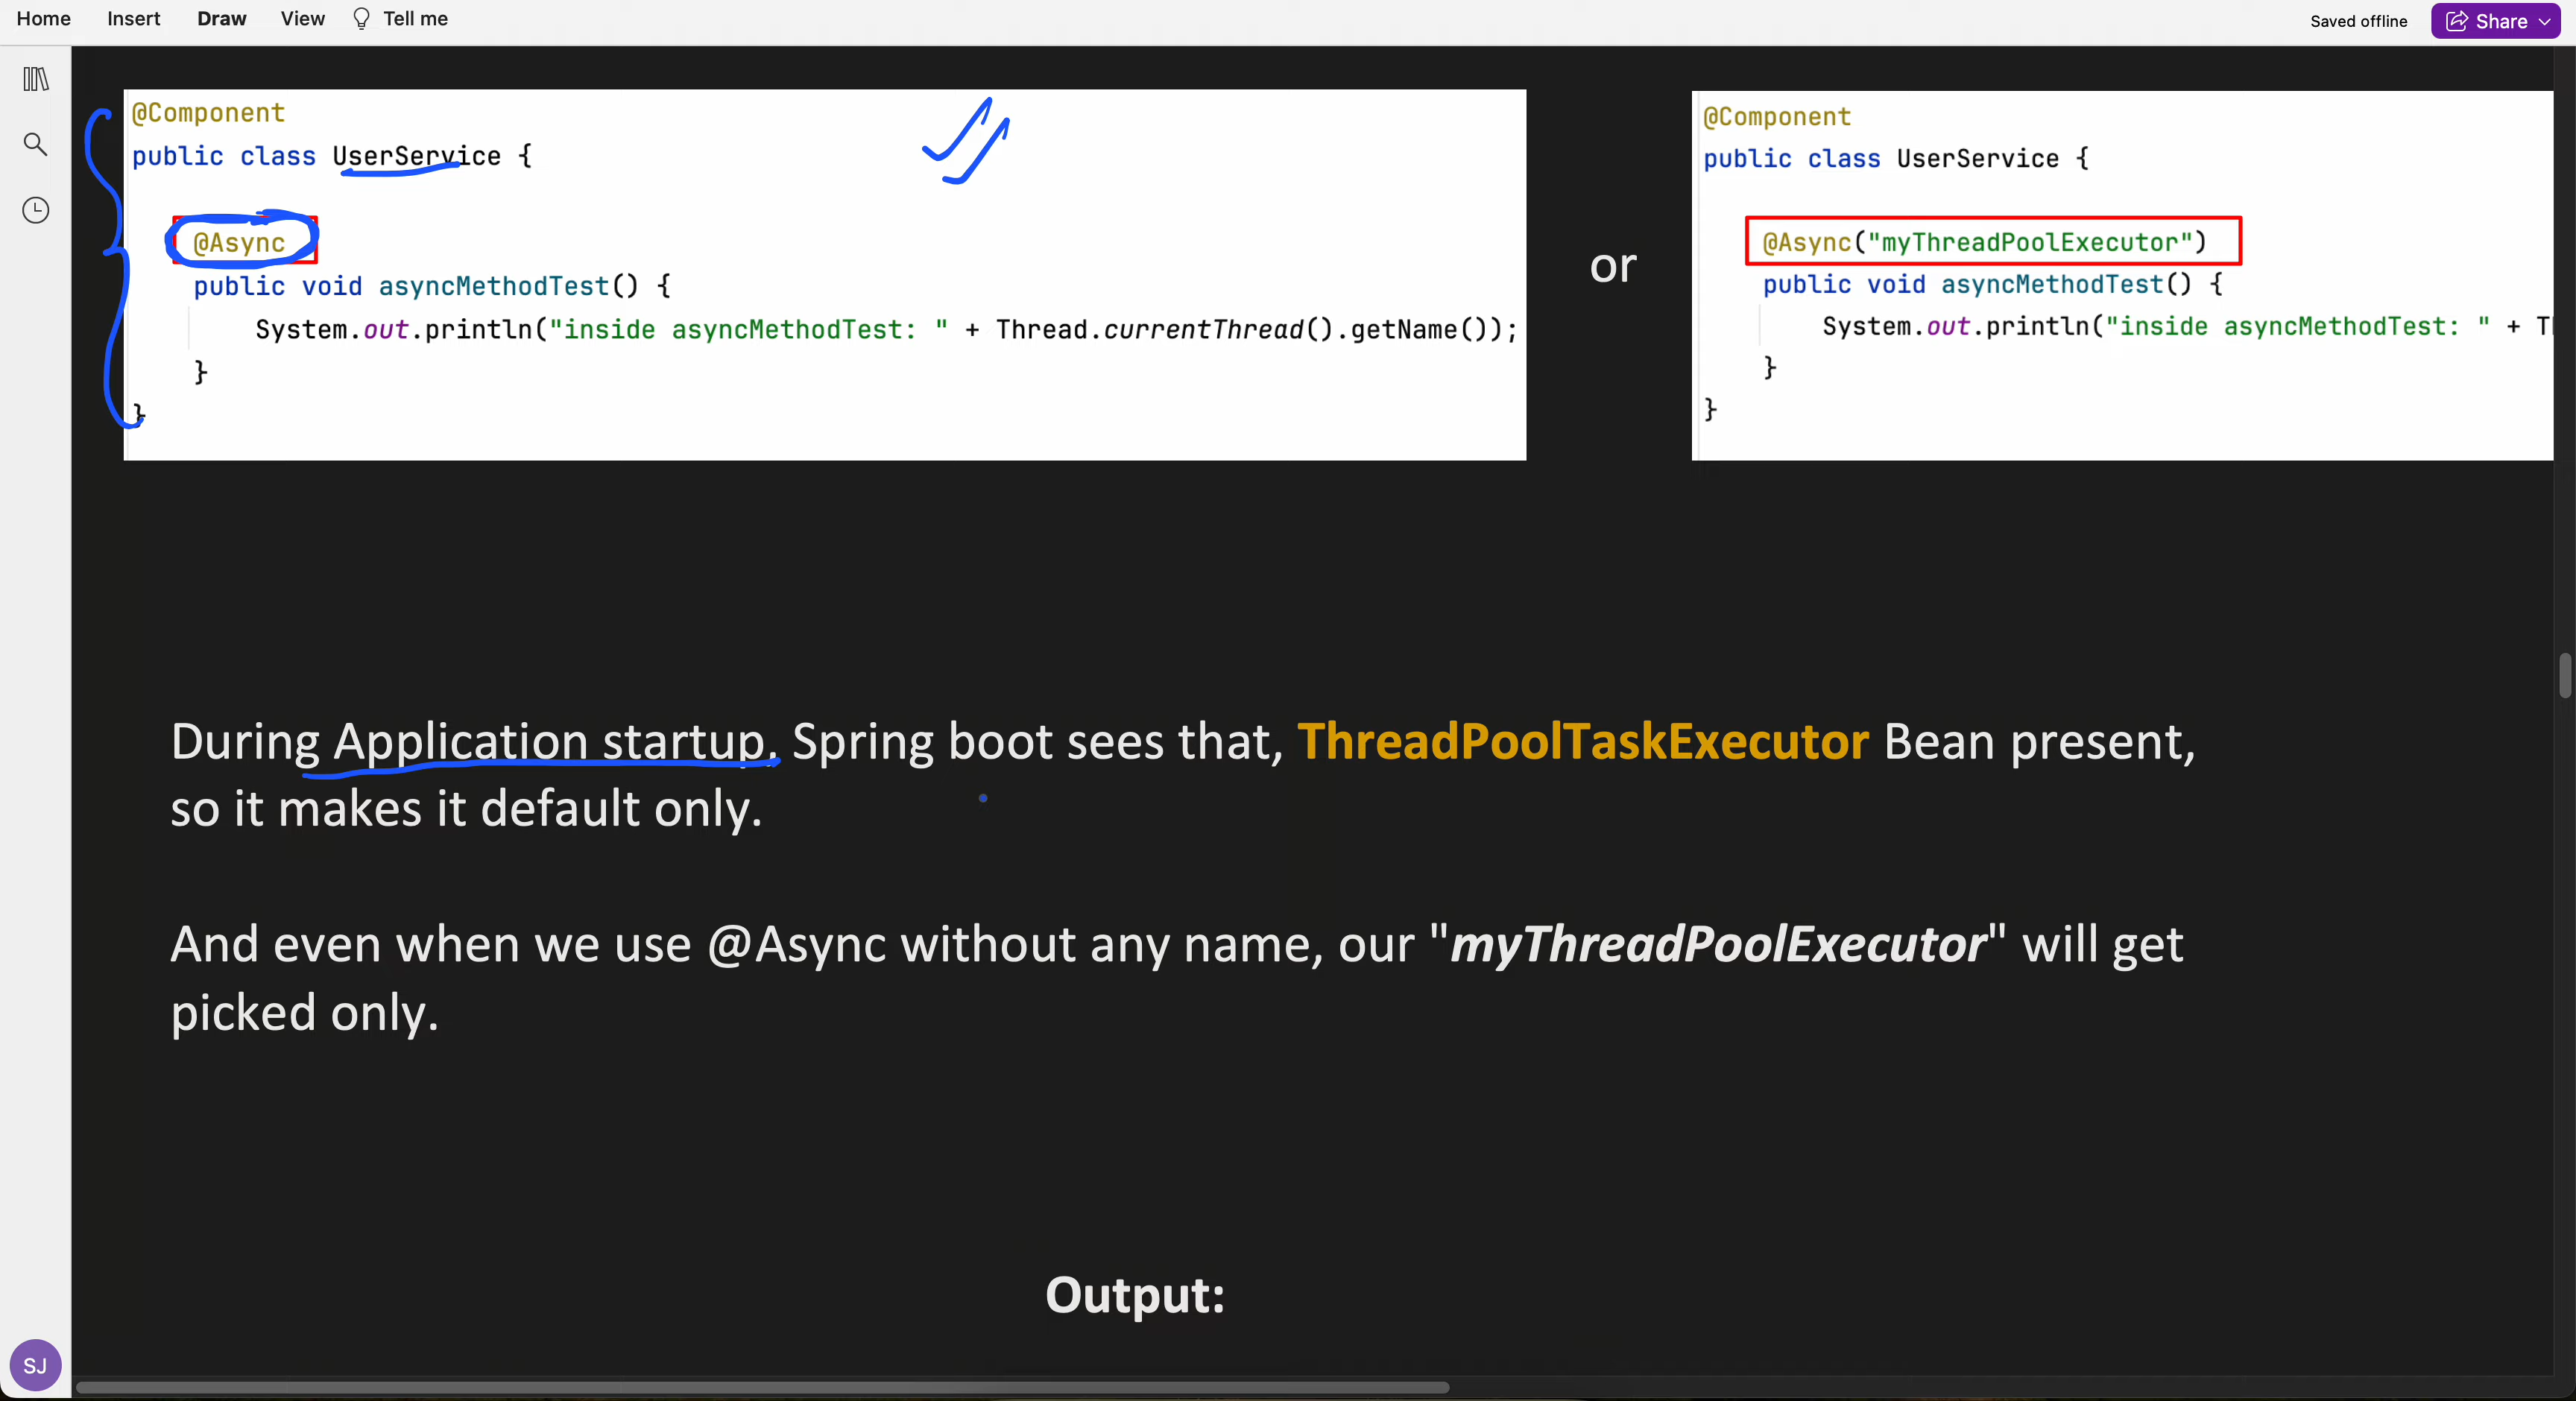 Home Insert Draw View Tell me Saved offline Share
@Component
public class UserService {
@Async
public void asyncMethodTest() {
System.out.println("inside asyncMethodTest: " + Thread.currentThread().getName());
}
}
or
@Component
public class UserService {
@Async("myThreadPoolExecutor")
public void asyncMethodTest() {
System.out.println("inside asyncMethodTest: " +
}
}
During Application startup, Spring boot sees that, ThreadPoolTaskExecutor Bean present,
so it makes it default only.
And even when we use @Async without any name, our "myThreadPoolExecutor" will get
picked only.
Output:
SJ